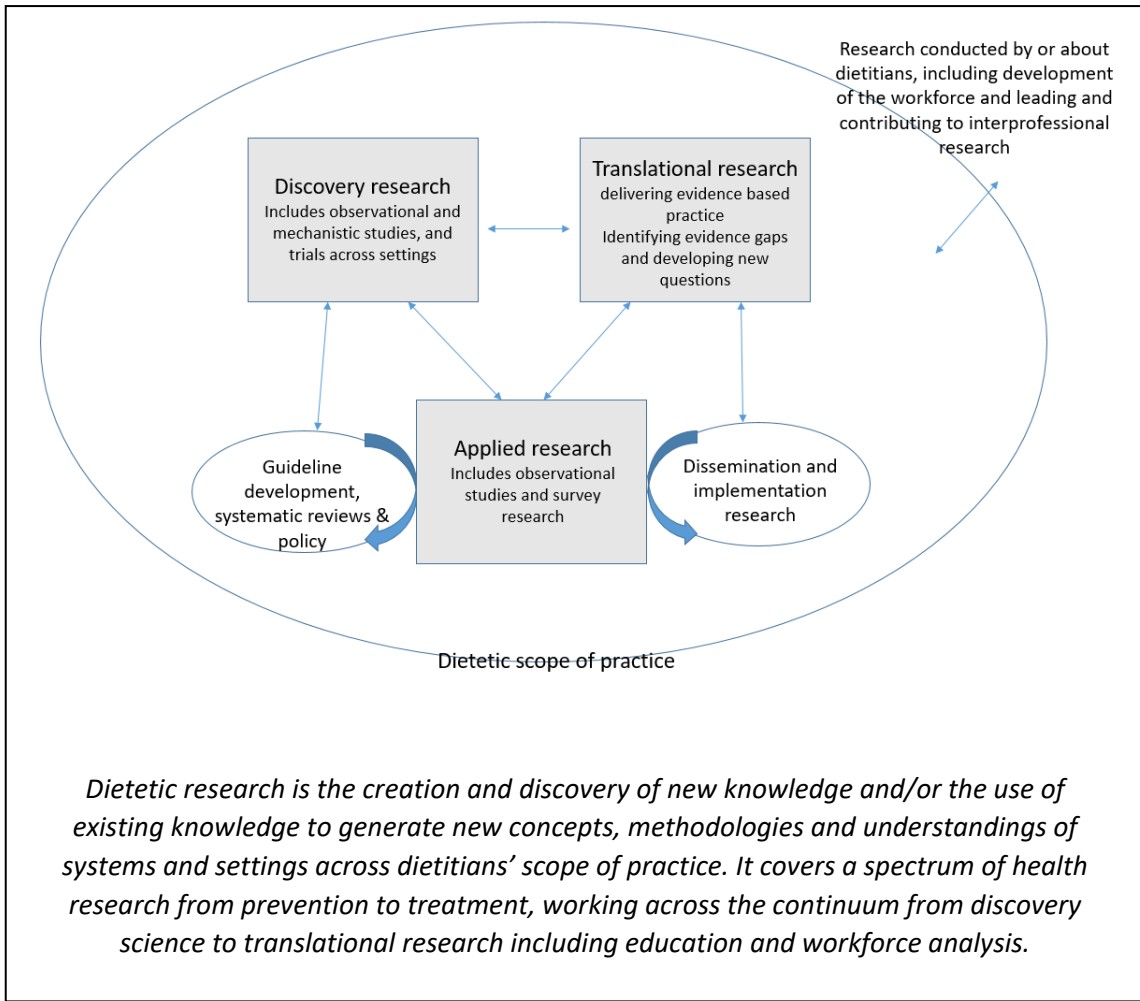 Research conducted by or about
dietitians, including development
of the workforce and leading and
contributing to interprofessional
research
Discovery research
Includes observational and
mechanistic studies, and
trials across settings
Translational research
delivering evidence based
practice
Identifying evidence gaps
and developing new
questions
Guideline
development,
systematic reviews &
policy
Applied research
Includes observational
studies and survey
research
Dissemination and
implementation
research
Dietetic scope of practice
Dietetic research is the creation and discovery of new knowledge and/or the use of
existing knowledge to generate new concepts, methodologies and understandings of
systems and settings across dietitians’ scope of practice. It covers a spectrum of health
research from prevention to treatment, working across the continuum from discovery
science to translational research including education and workforce analysis.